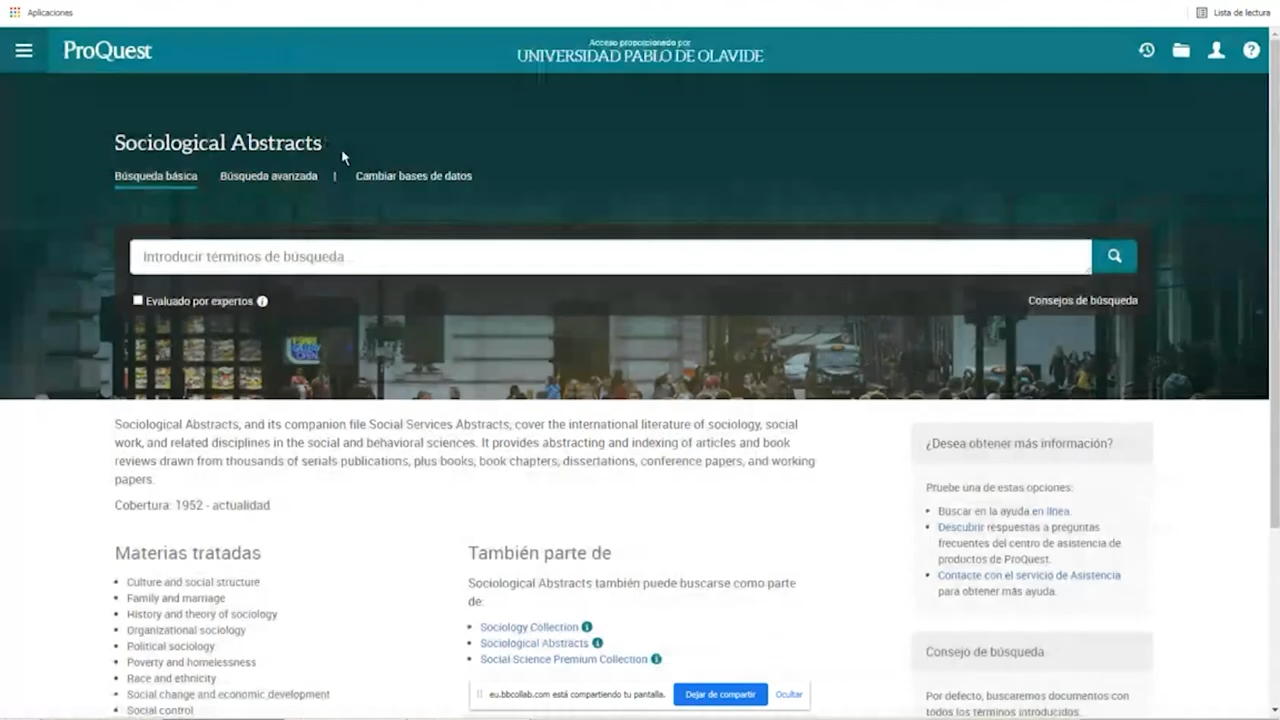 Aplicaciones
Lista de lectura
ProQuest
Acceso proporcionado por
UNIVERSIDAD PABLO DE OLAVIDE
Sociological Abstracts
Búsqueda básica
Búsqueda avanzada
|
Cambiar bases de datos
Introducir términos de búsqueda...
Evaluado por expertos
Consejos de búsqueda
OPEN
Sociological Abstracts, and its companion file Social Services Abstracts, cover the international literature of sociology, social
work, and related disciplines in the social and behavioral sciences. It provides abstracting and indexing of articles and book
reviews drawn from thousands of serials publications, plus books, book chapters, dissertations, conference papers, and working
papers.
Cobertura: 1952 - actualidad
Materias tratadas
Culture and social structure
Family and marriage
History and theory of sociology
Organizational sociology
Political sociology
Poverty and homelessness
Race and ethnicity
Social change and economic development
Social control
También parte de
Sociological Abstracts también puede buscarse como parte
de:
Sociology Collection
Sociological Abstracts
Social Science Premium Collection
¿Desea obtener más información?
Pruebe una de estas opciones:
Buscar en la ayuda en línea.
Descubrir respuestas a preguntas
frecuentes del centro de asistencia de
productos de ProQuest.
Contacte con el servicio de Asistencia
para obtener más ayuda.
Consejo de búsqueda
Por defecto, buscaremos documentos con
todos los términos introducidos.
eu.bbcollab.com está compartiendo tu pantalla.
Dejar de compartir
Ocultar